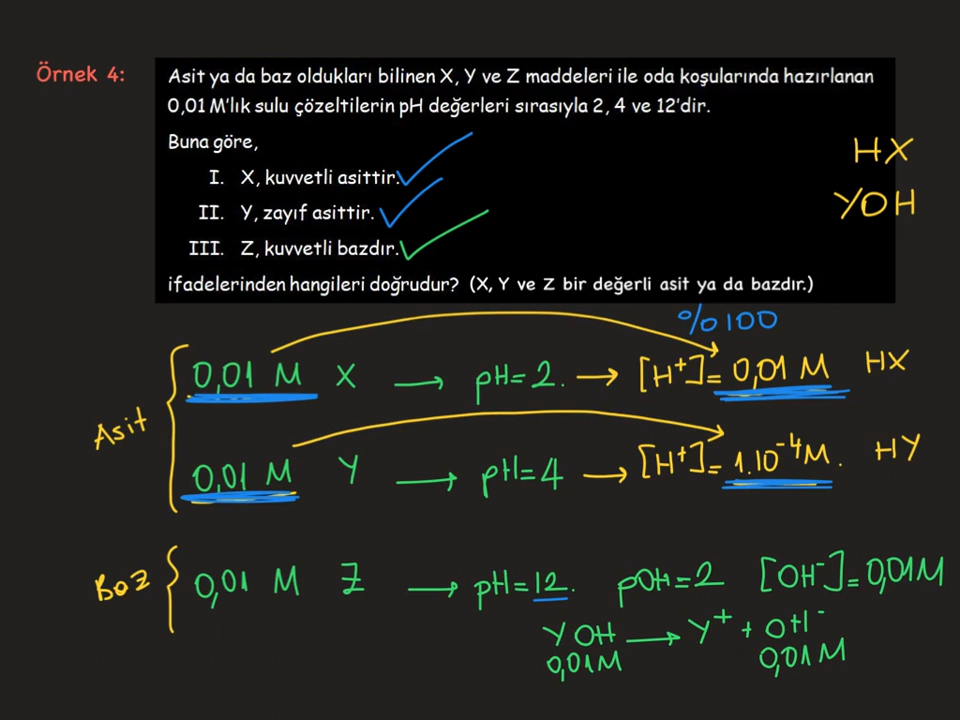 Örnek 4:
Asit ya da baz oldukları bilinen X, Y ve Z maddeleri ile oda koşularında hazırlanan
0,01 M'lık sulu çözeltilerin pH değerleri sırasıyla 2, 4 ve 12'dir.
Buna göre,
I. X, kuvvetli asittir.
II. Y, zayıf asittir.
III. Z, kuvvetli bazdır.
ifadelerinden hangileri doğrudur? (X, Y ve Z bir değerli asit ya da bazdır.)
HX
YOH
%100
Asit
0,01 M X → pH=2. → [H⁺]= 0,01 M HX
0,01 M Y → pH=4 → [H⁺]= 1.10⁻⁴M. HY
Baz
0,01 M Z → pH=12. pOH=2 [OH⁻]=0,01M
YOH → Y⁺ + OH⁻
0,01M 0,01M